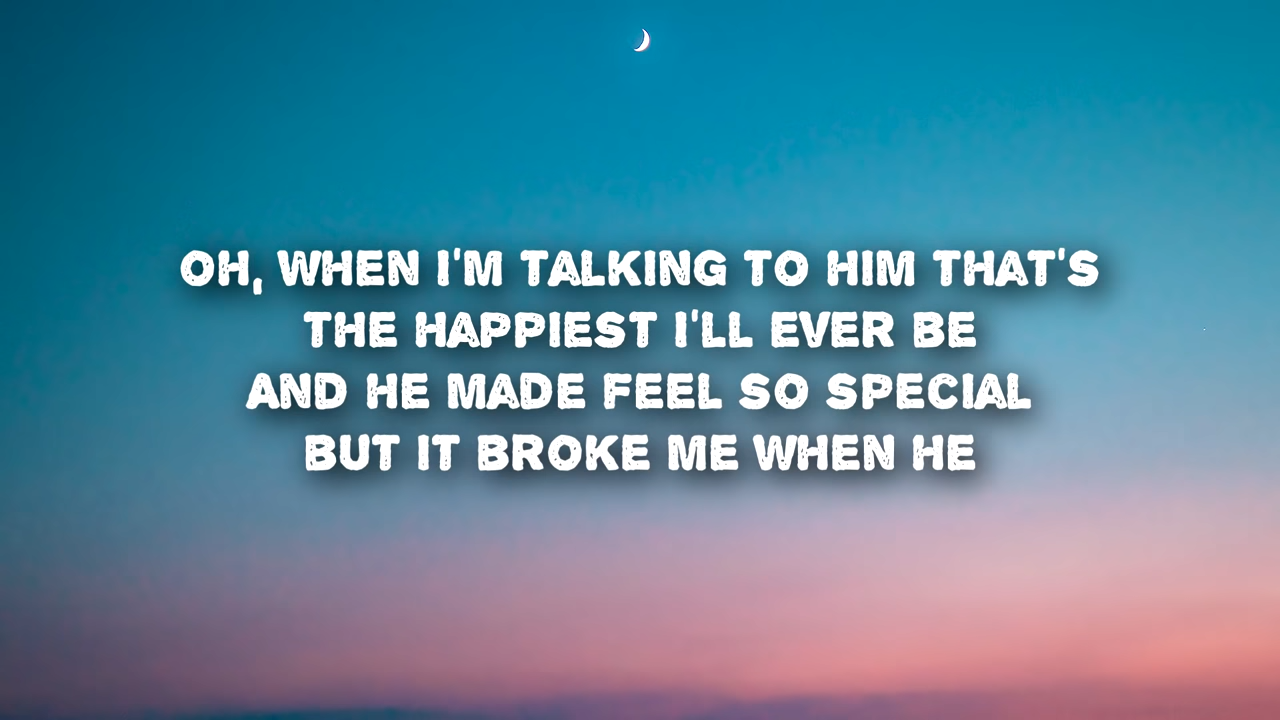 OH, WHEN I'M TALKING TO HIM THAT'S
THE HAPPIEST I'LL EVER BE
AND HE MADE FEEL SO SPECIAL
BUT IT BROKE ME WHEN HE